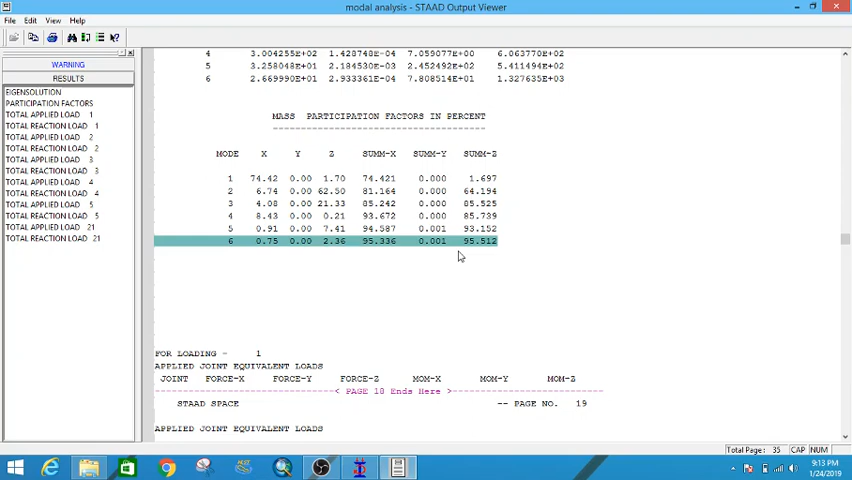 modal analysis - STAAD Output Viewer
File Edit View Help
WARNING
RESULTS
EIGENSOLUTION
PARTICIPATION FACTORS
TOTAL APPLIED LOAD 1
TOTAL REACTION LOAD 1
TOTAL APPLIED LOAD 2
TOTAL REACTION LOAD 2
TOTAL APPLIED LOAD 3
TOTAL REACTION LOAD 3
TOTAL APPLIED LOAD 4
TOTAL REACTION LOAD 4
TOTAL APPLIED LOAD 5
TOTAL REACTION LOAD 5
TOTAL APPLIED LOAD 21
TOTAL REACTION LOAD 21
4 3.004255E+02 1.428748E-04 7.059077E+00 6.063770E+02
5 3.258048E+01 2.184530E-03 2.452492E+02 5.411494E+02
6 2.669990E+01 2.933361E-04 7.808514E+01 1.327635E+03
MASS PARTICIPATION FACTORS IN PERCENT
--------------------------------------
MODE X Y Z SUMM-X SUMM-Y SUMM-Z
1 74.42 0.00 1.70 74.421 0.000 1.697
2 6.74 0.00 62.50 81.164 0.000 64.194
3 4.08 0.00 21.33 85.242 0.000 85.525
4 8.43 0.00 0.21 93.672 0.000 85.739
5 0.91 0.00 7.41 94.587 0.001 93.152
6 0.75 0.00 2.36 95.336 0.001 95.512
FOR LOADING - 1
APPLIED JOINT EQUIVALENT LOADS
JOINT FORCE-X FORCE-Y FORCE-Z MOM-X MOM-Y MOM-Z
< PAGE 18 Ends Here >
STAAD SPACE -- PAGE NO. 19
APPLIED JOINT EQUIVALENT LOADS
Total Page: 35 CAP NUM
9:13 PM
1/24/2019